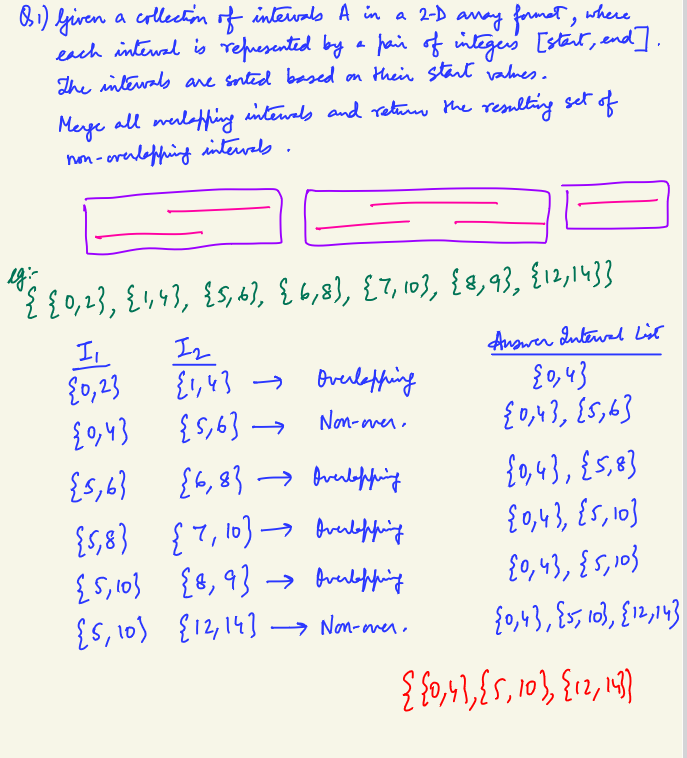 Q.1) Given a collection of intervals A in a 2-D array format, where
each interval is represented by a pair of integers [start, end].
The intervals are sorted based on their start values.
Merge all overlapping intervals and return the resulting set of
non-overlapping intervals.
eg:-
{ {0,2}, {1,4}, {5,6}, {6,8}, {7,10}, {8,9}, {12,14}}
I1 I2 Answer Interval List
{0,2} {1,4} → Overlapping {0,4}
{0,4} {5,6} → Non-over. {0,4}, {5,6}
{5,6} {6,8} → Overlapping {0,4}, {5,8}
{5,8} {7,10} → Overlapping {0,4}, {5,10}
{5,10} {8,9} → Overlapping {0,4}, {5,10}
{5,10} {12,14} → Non-over. {0,4}, {5,10}, {12,14}
{{0,4},{5,10},{12,14}}